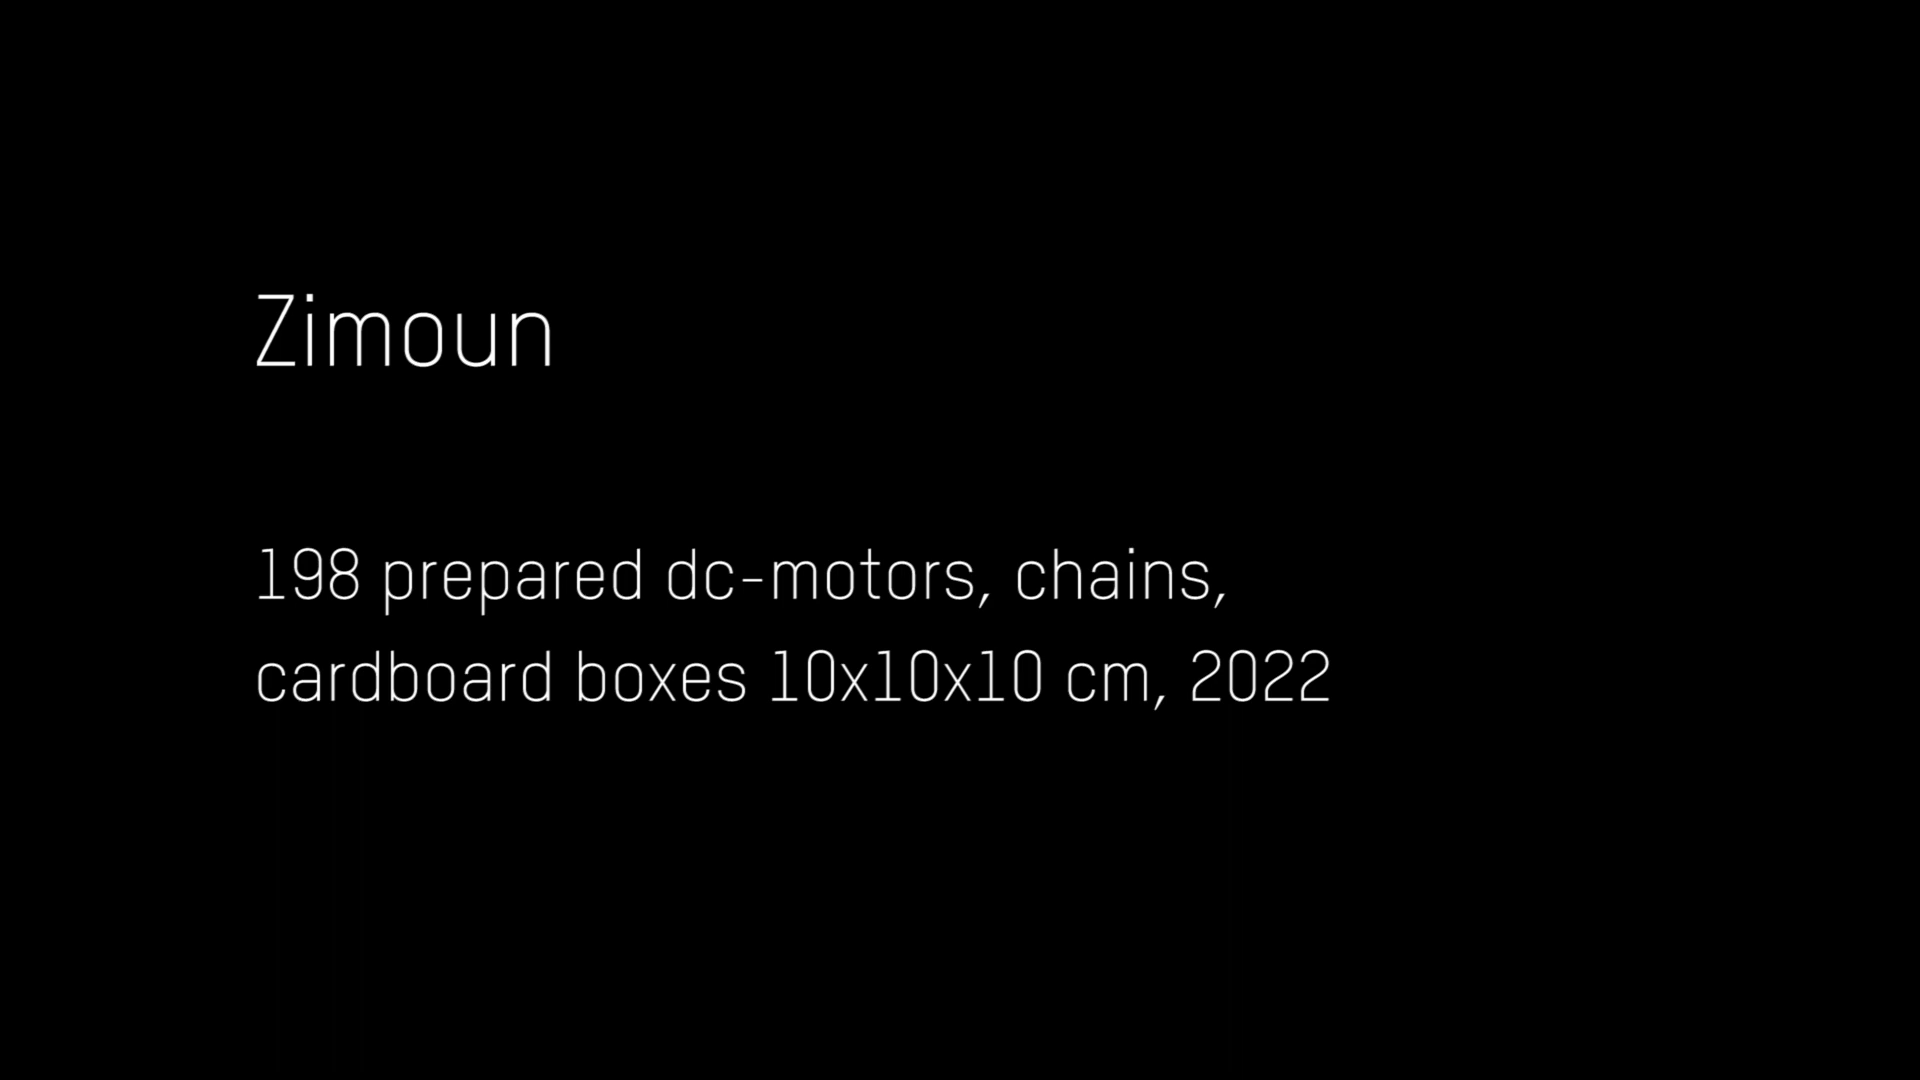 Zimoun
198 prepared dc-motors, chains,
cardboard boxes 10x10x10 cm, 2022